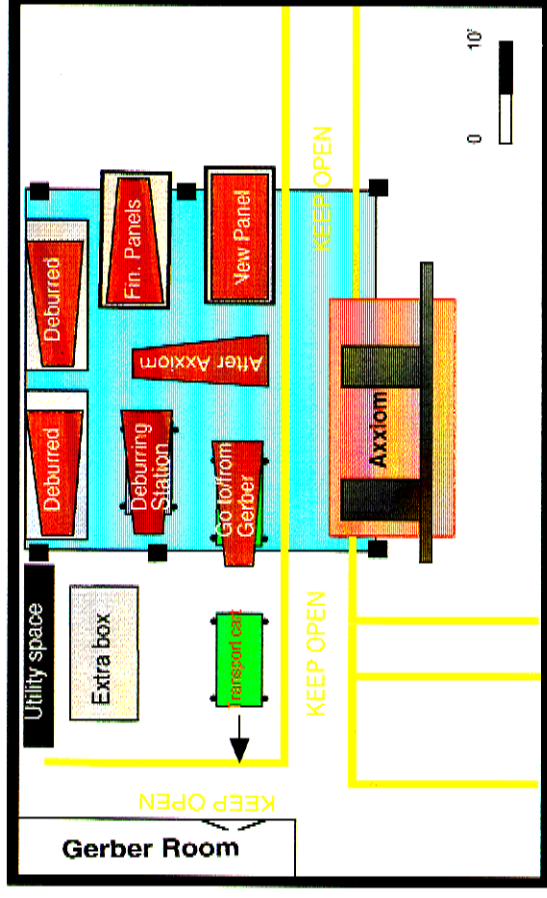 Utility space
Extra box
Deburred
Deburred
Deburring
Station
Fin. Panels
After Axxiom
Go to/from
Gerber
New Panel
Transport cart
KEEP OPEN
KEEP OPEN
KEEP OPEN
Axxiom
Gerber Room
0
10'